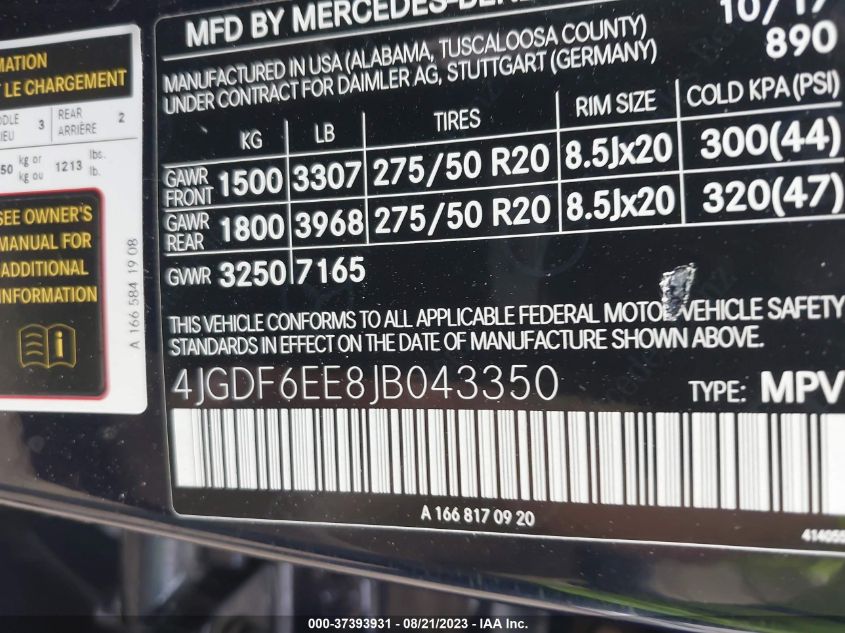 MFD BY MERCEDES-BENZ
10/17
890
MANUFACTURED IN USA (ALABAMA, TUSCALOOSA COUNTY)
UNDER CONTRACT FOR DAIMLER AG, STUTTGART (GERMANY)
KG LB TIRES RIM SIZE COLD KPA (PSI)
GAWR FRONT 1500 3307 275/50 R20 8.5Jx20 300(44)
GAWR REAR 1800 3968 275/50 R20 8.5Jx20 320(47)
GVWR 3250 7165
THIS VEHICLE CONFORMS TO ALL APPLICABLE FEDERAL MOTOR VEHICLE SAFETY
STANDARDS IN EFFECT ON THE DATE OF MANUFACTURE SHOWN ABOVE.
4JGDF6EE8JB043350 TYPE: MPV
A 166 817 09 20
LE CHARGEMENT
3 REAR ARRIÈRE 2
kg or kg ou 1213 lbs. lb.
SEE OWNER'S
MANUAL FOR
ADDITIONAL
INFORMATION
A 166 584 19 08
000-37393931 - 08/21/2023 - IAA Inc.